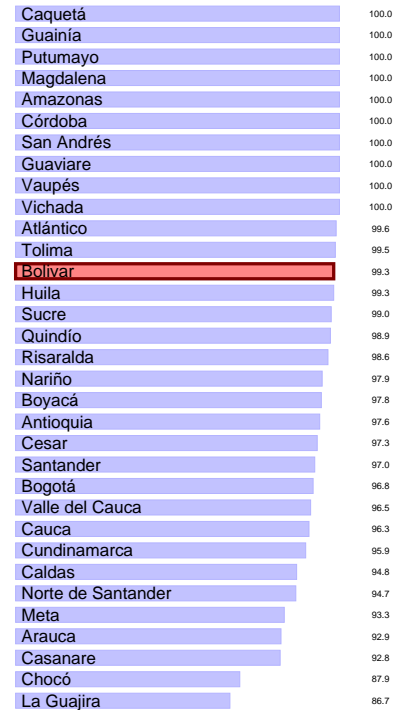 Caquetá 100.0
Guainía 100.0
Putumayo 100.0
Magdalena 100.0
Amazonas 100.0
Córdoba 100.0
San Andrés 100.0
Guaviare 100.0
Vaupés 100.0
Vichada 100.0
Atlántico 99.6
Tolima 99.5
Bolivar 99.3
Huila 99.3
Sucre 99.0
Quindío 98.9
Risaralda 98.6
Nariño 97.9
Boyacá 97.8
Antioquia 97.6
Cesar 97.3
Santander 97.0
Bogotá 96.8
Valle del Cauca 96.5
Cauca 96.3
Cundinamarca 95.9
Caldas 94.8
Norte de Santander 94.7
Meta 93.3
Arauca 92.9
Casanare 92.8
Chocó 87.9
La Guajira 86.7